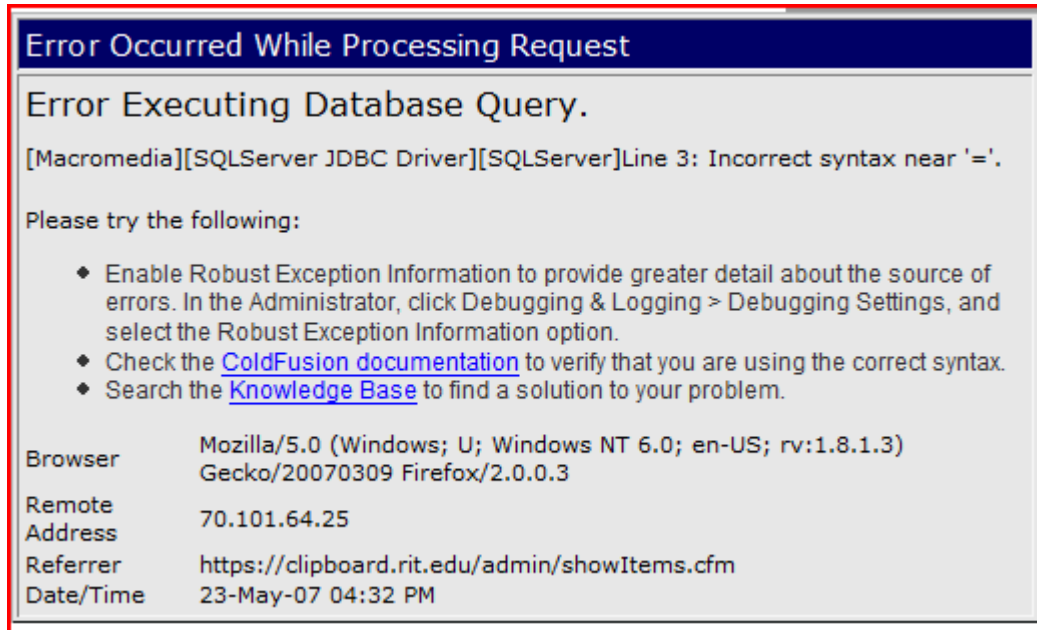 Error Occurred While Processing Request
Error Executing Database Query.
[Macromedia][SQLServer JDBC Driver][SQLServer]Line 3: Incorrect syntax near '='.
Please try the following:
◆ Enable Robust Exception Information to provide greater detail about the source of
errors. In the Administrator, click Debugging & Logging > Debugging Settings, and
select the Robust Exception Information option.
◆ Check the ColdFusion documentation to verify that you are using the correct syntax.
◆ Search the Knowledge Base to find a solution to your problem.
Browser Mozilla/5.0 (Windows; U; Windows NT 6.0; en-US; rv:1.8.1.3)
Gecko/20070309 Firefox/2.0.0.3
Remote
Address 70.101.64.25
Referrer https://clipboard.rit.edu/admin/showItems.cfm
Date/Time 23-May-07 04:32 PM